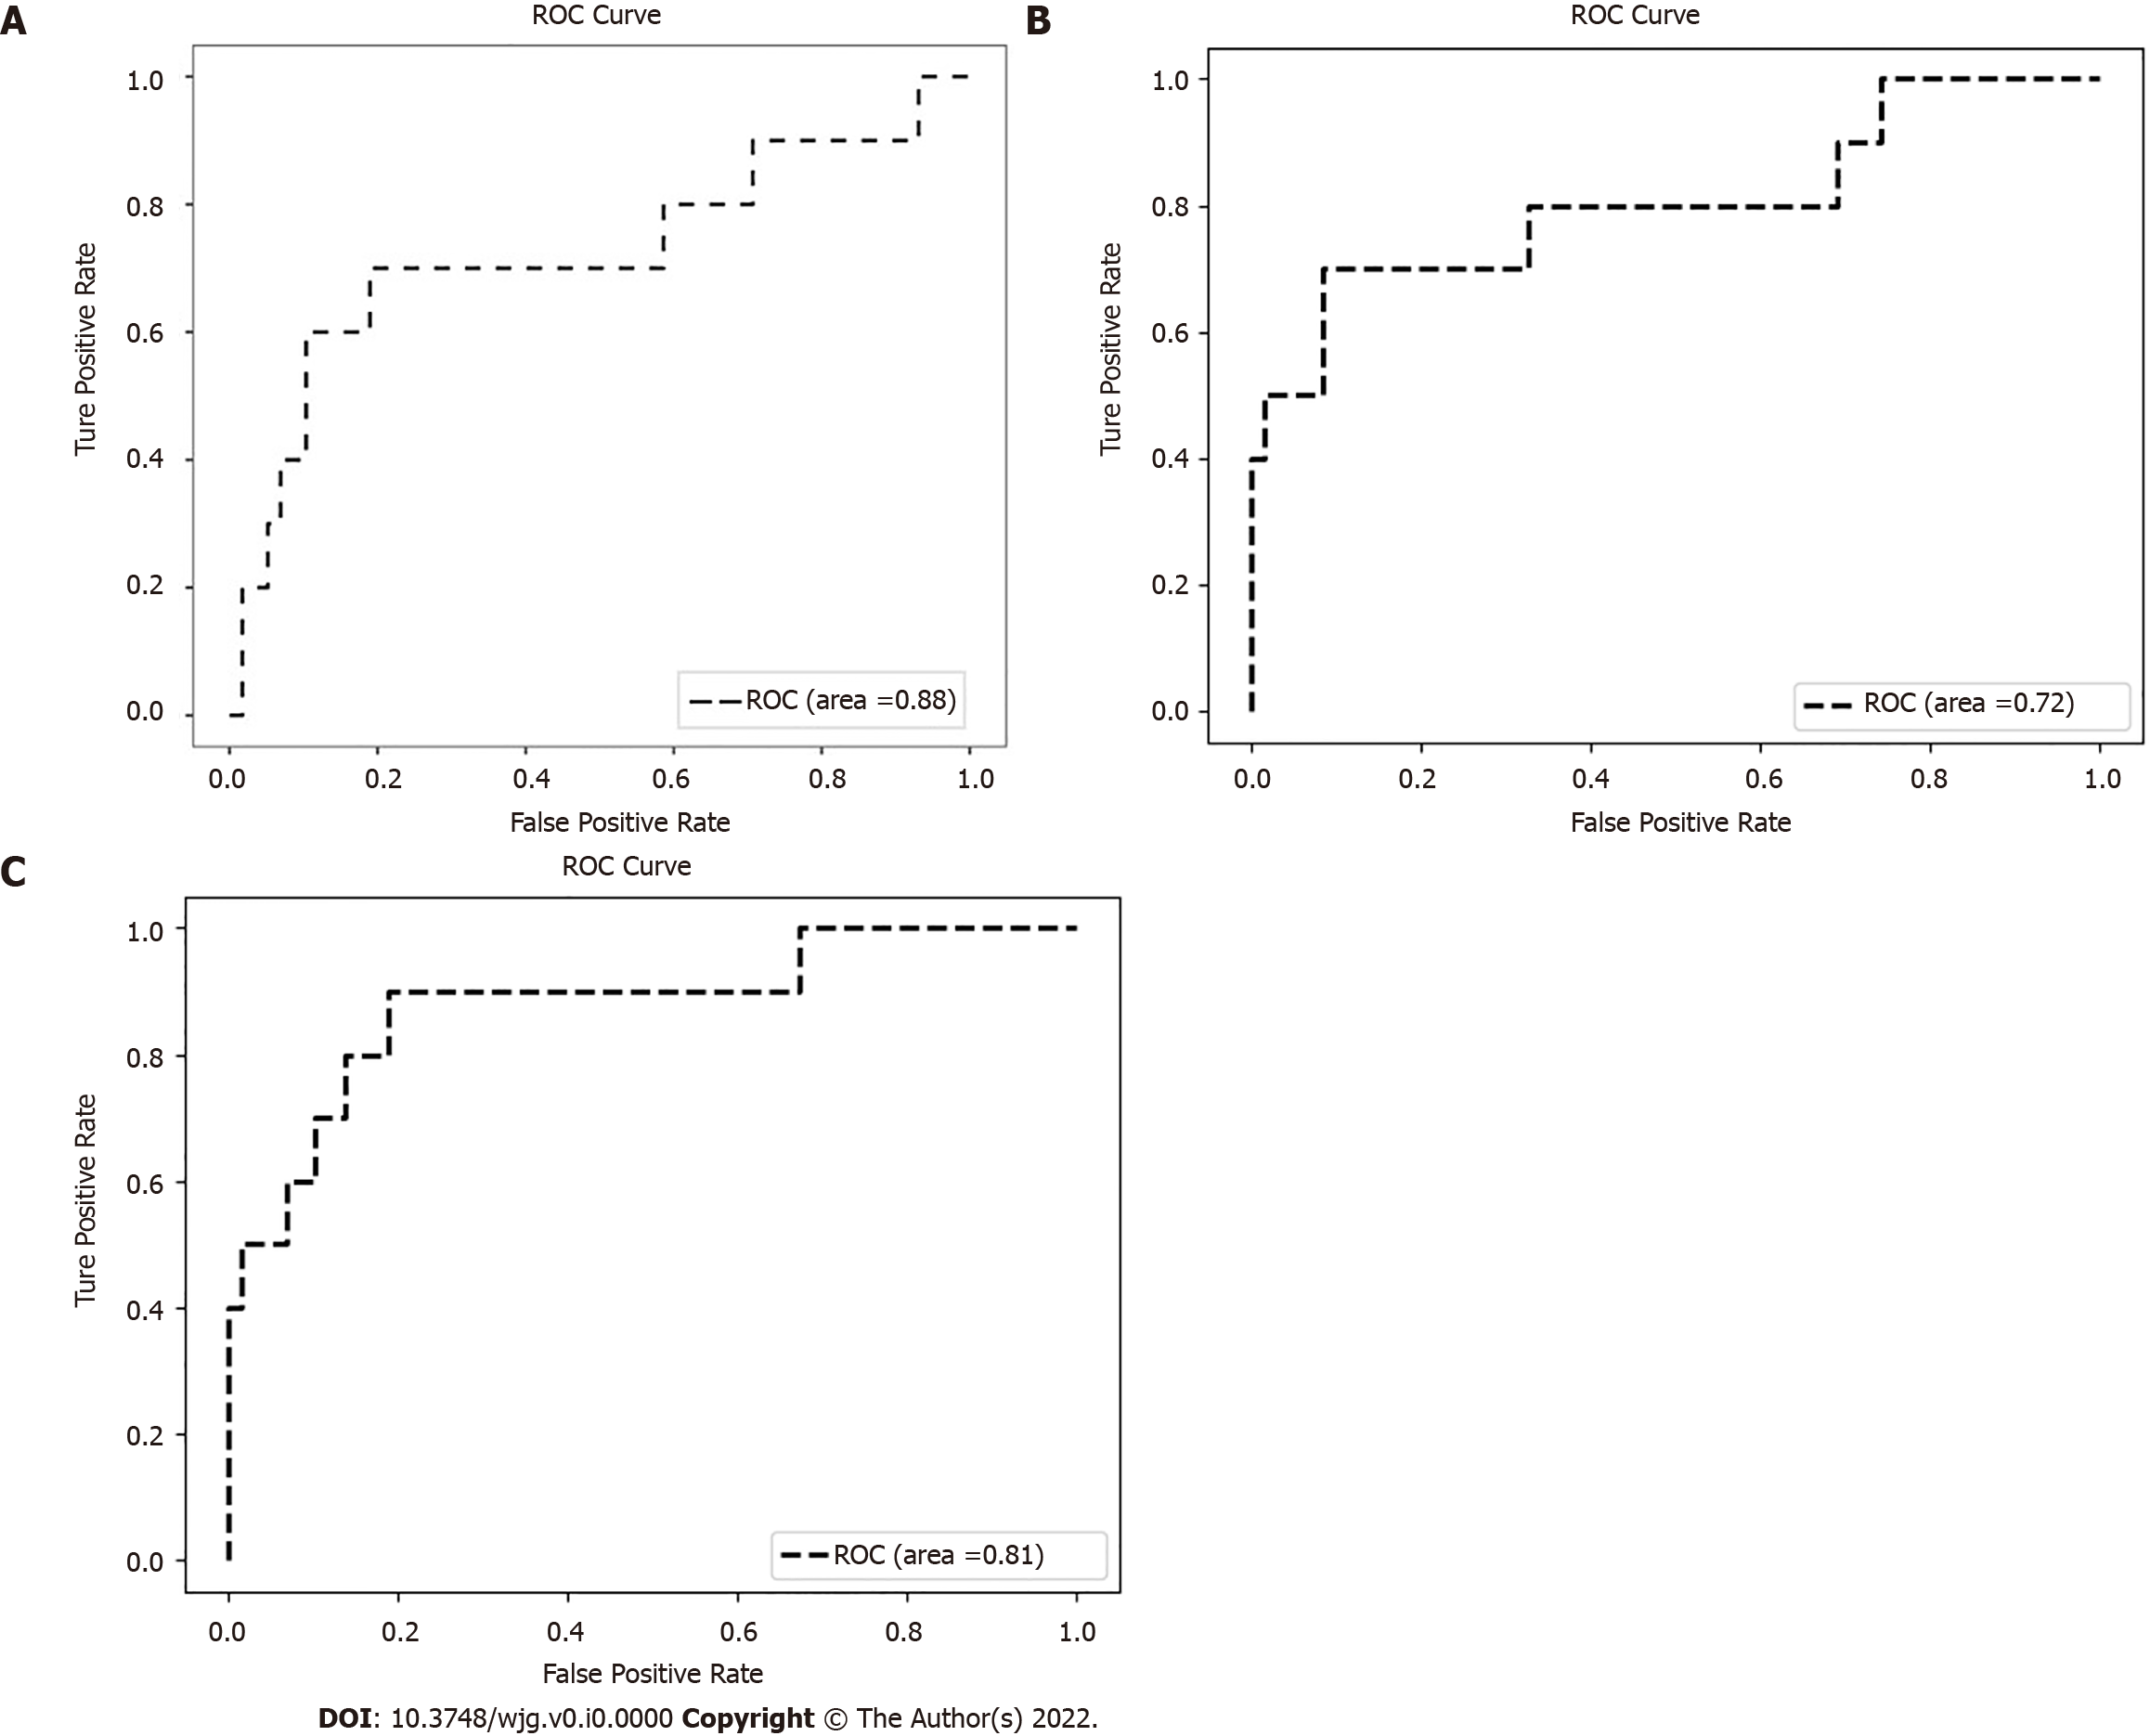 A
ROC Curve
1.0
0.8
0.6
0.4
0.2
0.0
Ture Positive Rate
ROC (area =0.88)
0.0 0.2 0.4 0.6 0.8 1.0
False Positive Rate
B
ROC Curve
1.0
0.8
0.6
0.4
0.2
0.0
Ture Positive Rate
ROC (area =0.72)
0.0 0.2 0.4 0.6 0.8 1.0
False Positive Rate
C
ROC Curve
1.0
0.8
0.6
0.4
0.2
0.0
Ture Positive Rate
ROC (area =0.81)
0.0 0.2 0.4 0.6 0.8 1.0
False Positive Rate
DOI: 10.3748/wjg.v0.i0.0000 Copyright © The Author(s) 2022.